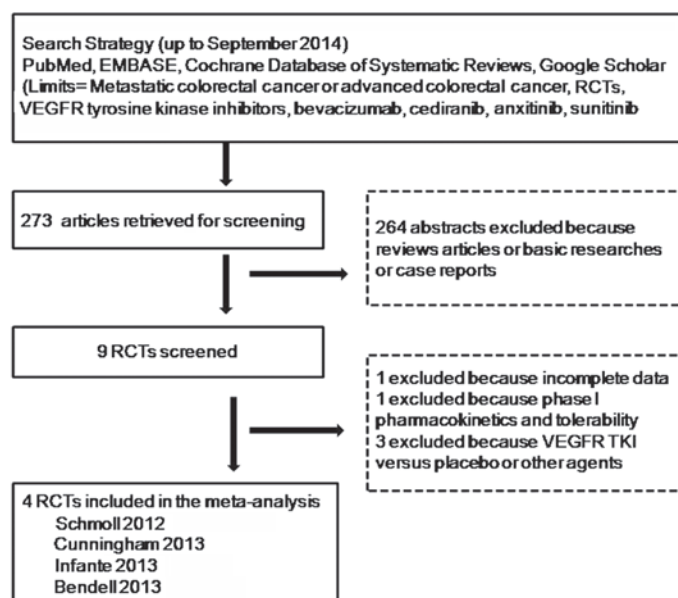 Search Strategy (up to September 2014)
PubMed, EMBASE, Cochrane Database of Systematic Reviews, Google Scholar
(Limits= Metastatic colorectal cancer or advanced colorectal cancer, RCTs,
VEGFR tyrosine kinase inhibitors, bevacizumab, cediranib, anxitinib, sunitinib
273 articles retrieved for screening
264 abstracts excluded because
reviews articles or basic researches
or case reports
9 RCTs screened
1 excluded because incomplete data
1 excluded because phase I
pharmacokinetics and tolerability
3 excluded because VEGFR TKI
versus placebo or other agents
4 RCTs included in the meta-analysis
Schmoll 2012
Cunningham 2013
Infante 2013
Bendell 2013